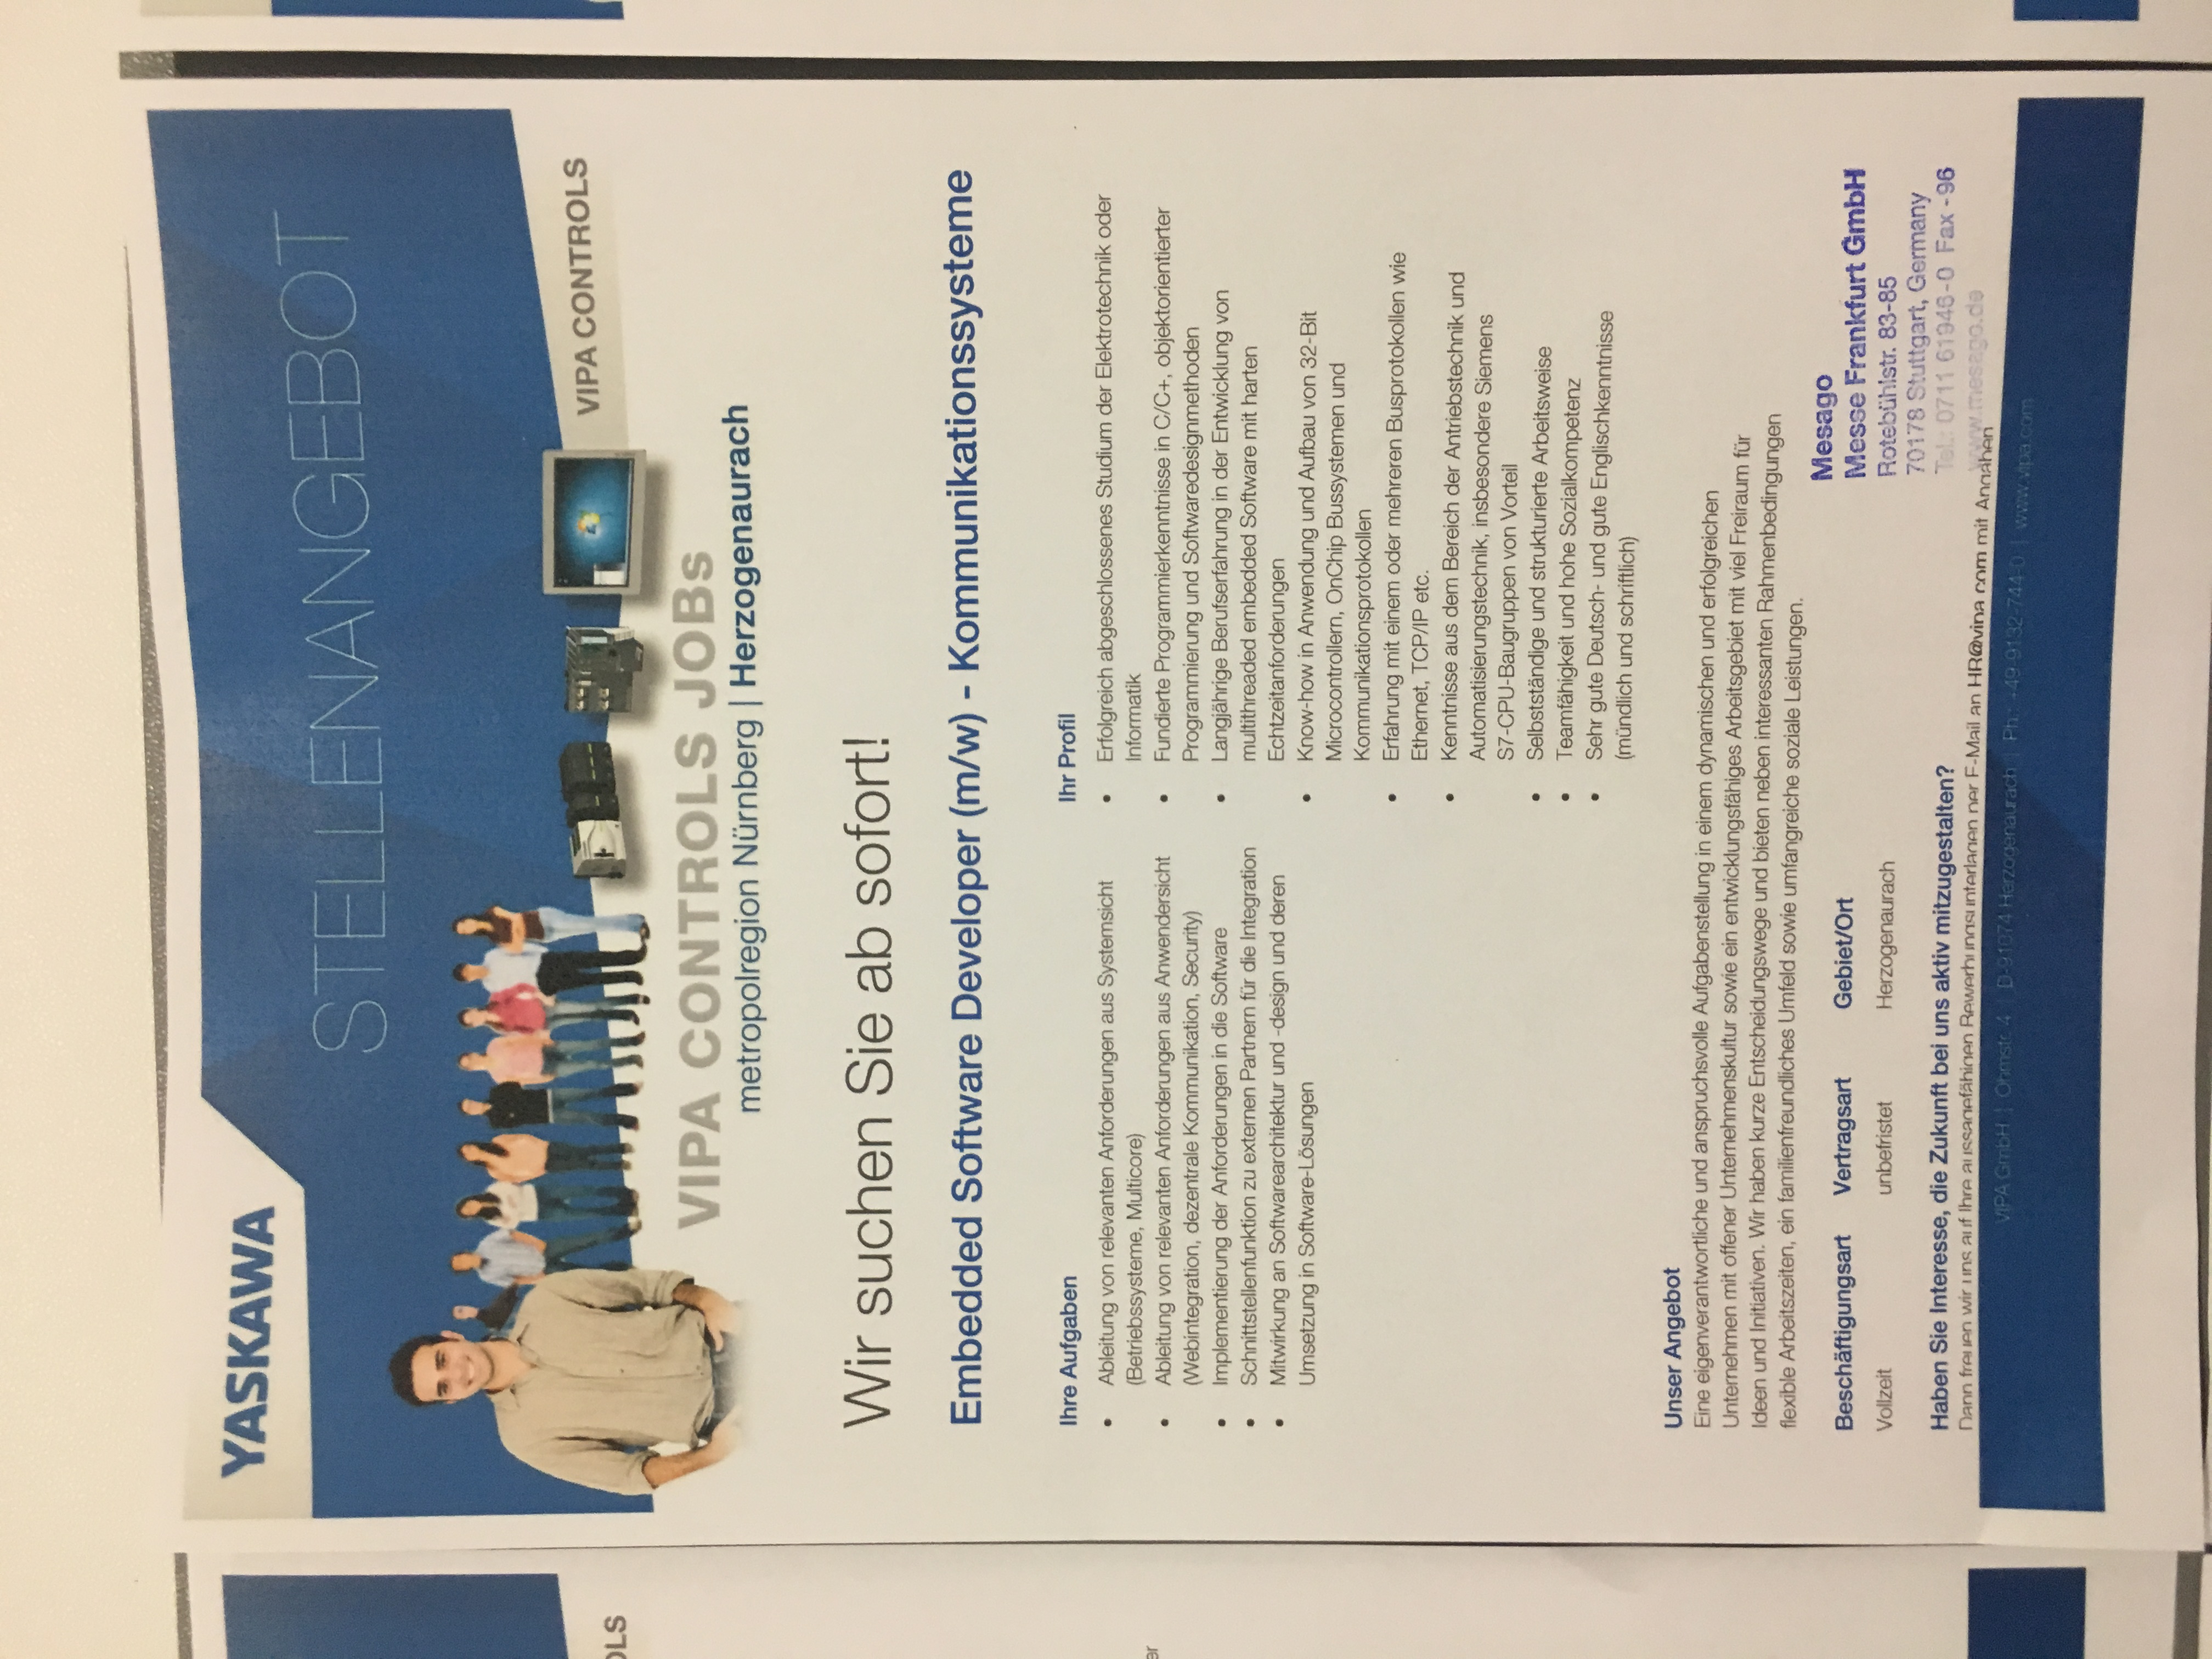 YASKAWA
STELLENANGEBOT
VIPA CONTROLS
VIPA CONTROLS JOBs
metropolregion Nürnberg | Herzogenaurach
Wir suchen Sie ab sofort!
Embedded Software Developer (m/w) - Kommunikationssysteme
Ihre Aufgaben
• Ableitung von relevanten Anforderungen aus Systemsicht
(Betriebssysteme, Multicore)
• Ableitung von relevanten Anforderungen aus Anwendersicht
(Webintegration, dezentrale Kommunikation, Security)
• Implementierung der Anforderungen in die Software
• Schnittstellenfunktion zu externen Partnern für die Integration
• Mitwirkung an Softwarearchitektur und -design und deren
Umsetzung in Software-Lösungen
Ihr Profil
• Erfolgreich abgeschlossenes Studium der Elektrotechnik oder
Informatik
• Fundierte Programmierkenntnisse in C/C+, objektorientierter
Programmierung und Softwaredesignmethoden
• Langjährige Berufserfahrung in der Entwicklung von
multithreaded embedded Software mit harten
Echtzeitanforderungen
• Know-how in Anwendung und Aufbau von 32-Bit
Microcontrollern, OnChip Bussystemen und
Kommunikationsprotokollen
• Erfahrung mit einem oder mehreren Busprotokollen wie
Ethernet, TCP/IP etc.
• Kenntnisse aus dem Bereich der Antriebstechnik und
Automatisierungstechnik, insbesondere Siemens
S7-CPU-Baugruppen von Vorteil
• Selbstständige und strukturierte Arbeitsweise
• Teamfähigkeit und hohe Sozialkompetenz
• Sehr gute Deutsch- und gute Englischkenntnisse
(mündlich und schriftlich)
Unser Angebot
Eine eigenverantwortliche und anspruchsvolle Aufgabenstellung in einem dynamischen und erfolgreichen
Unternehmen mit offener Unternehmenskultur sowie ein entwicklungsfähiges Arbeitsgebiet mit viel Freiraum für
Ideen und Initiativen. Wir haben kurze Entscheidungswege und bieten neben interessanten Rahmenbedingungen
flexible Arbeitszeiten, ein familienfreundliches Umfeld sowie umfangreiche soziale Leistungen.
Beschäftigungsart Vertragsart Gebiet/Ort
Vollzeit unbefristet Herzogenaurach
Mesago
Messe Frankfurt GmbH
Rotebühlstr. 83-85
70178 Stuttgart, Germany
Tel.: 0711 61946-0 Fax -96
www.mesago.de
Haben Sie Interesse, die Zukunft bei uns aktiv mitzugestalten?
Dann freuen wir uns auf Ihre aussagefähigen Bewerbungsunterlagen per E-Mail an HR@vipa.com mit Angaben
VIPA GmbH | Ohmstr. 4 | D-91074 Herzogenaurach | Ph.: +49-9132-744-0 | www.vipa.com
OLS
er